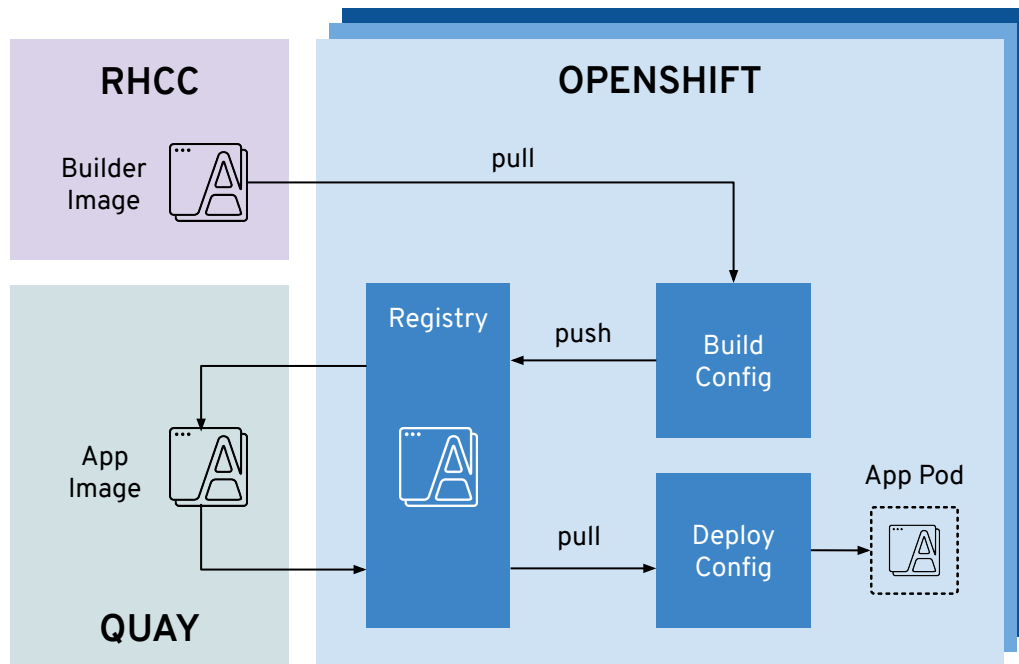 RHCC
OPENSHIFT
Builder
Image
pull
Registry
push
Build
Config
App
Image
pull
Deploy
Config
App Pod
QUAY